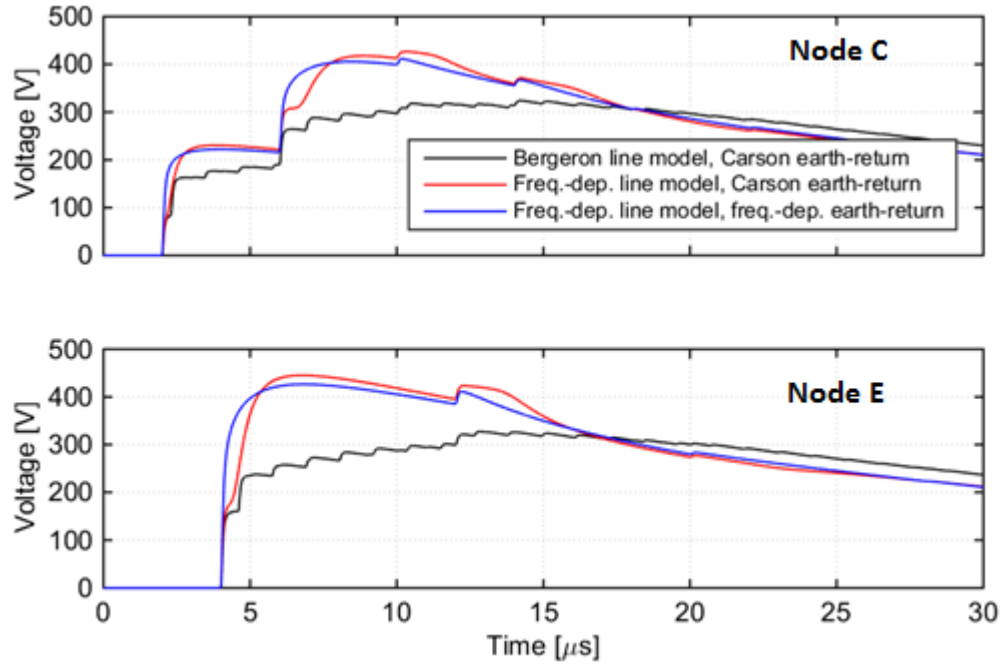 500
400
300
200
100
0
Voltage [V]
Node C
Bergeron line model, Carson earth-return
Freq.-dep. line model, Carson earth-return
Freq.-dep. line model, freq.-dep. earth-return
500
400
300
200
100
0
Voltage [V]
Node E
0 5 10 15 20 25 30
Time [μs]